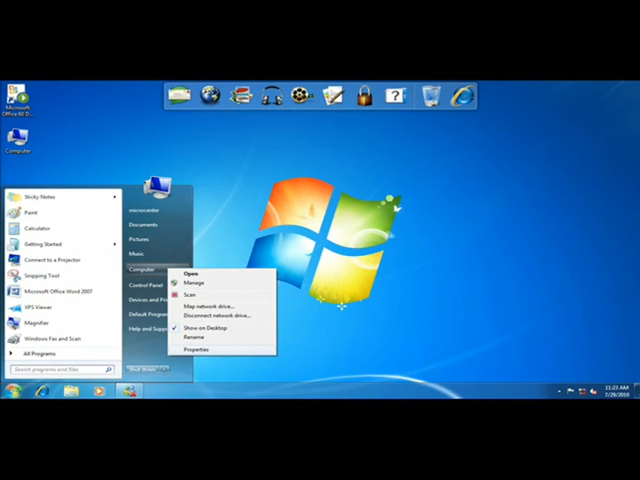 Microsoft
Office 60 D...
Computer
Sticky Notes
Paint
Calculator
Getting Started
Connect to a Projector
Snipping Tool
Microsoft Office Word 2007
XPS Viewer
Magnifier
Windows Fax and Scan
All Programs
Search programs and files
microcenter
Documents
Pictures
Music
Computer
Control Panel
Devices and Pri
Default Program
Help and Suppo
Shut down
Open
Manage
Scan
Map network drive...
Disconnect network drive...
Show on Desktop
Rename
Properties
?
11:23 AM
7/29/2010